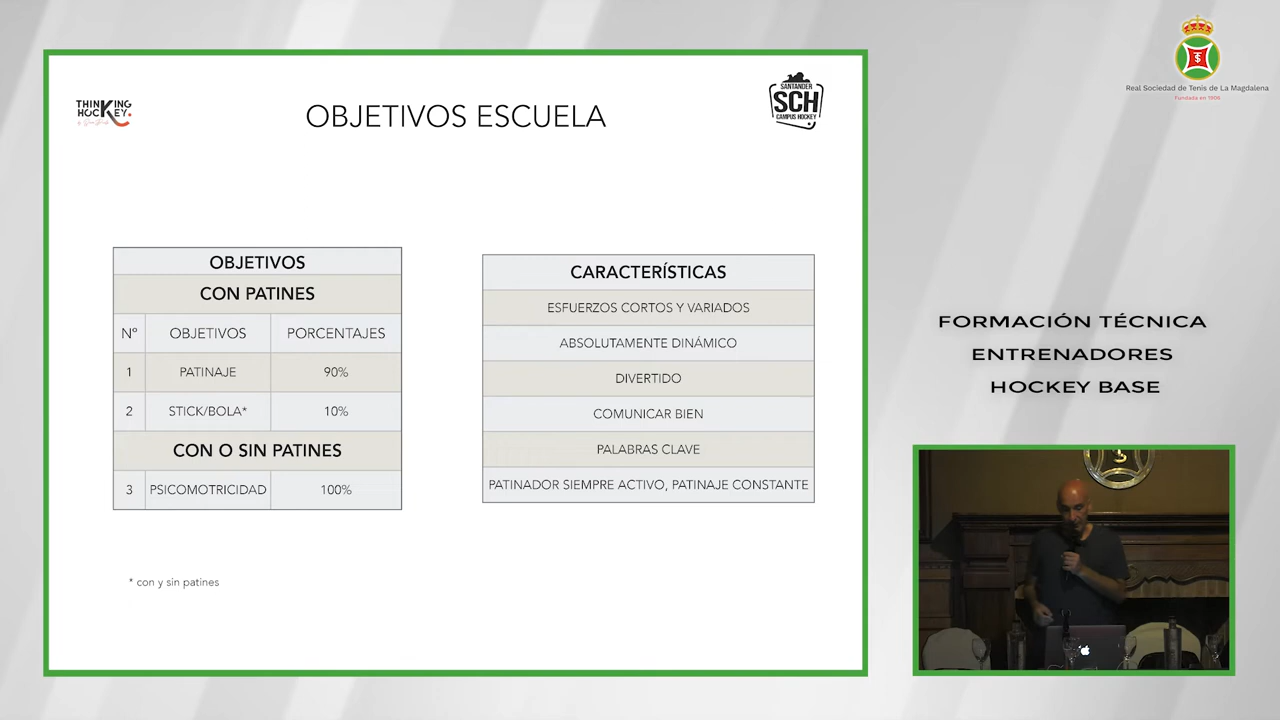 THINKING
HOCKEY.
OBJETIVOS ESCUELA
SANTANDER
SCH
CAMPUS HOCKEY
Real Sociedad de Tenis de La Magdalena
Fundada en 1906
OBJETIVOS
CON PATINES
Nº OBJETIVOS PORCENTAJES
1 PATINAJE 90%
2 STICK/BOLA* 10%
CON O SIN PATINES
3 PSICOMOTRICIDAD 100%
* con y sin patines
CARACTERÍSTICAS
ESFUERZOS CORTOS Y VARIADOS
ABSOLUTAMENTE DINÁMICO
DIVERTIDO
COMUNICAR BIEN
PALABRAS CLAVE
PATINADOR SIEMPRE ACTIVO, PATINAJE CONSTANTE
FORMACIÓN TÉCNICA
ENTRENADORES
HOCKEY BASE